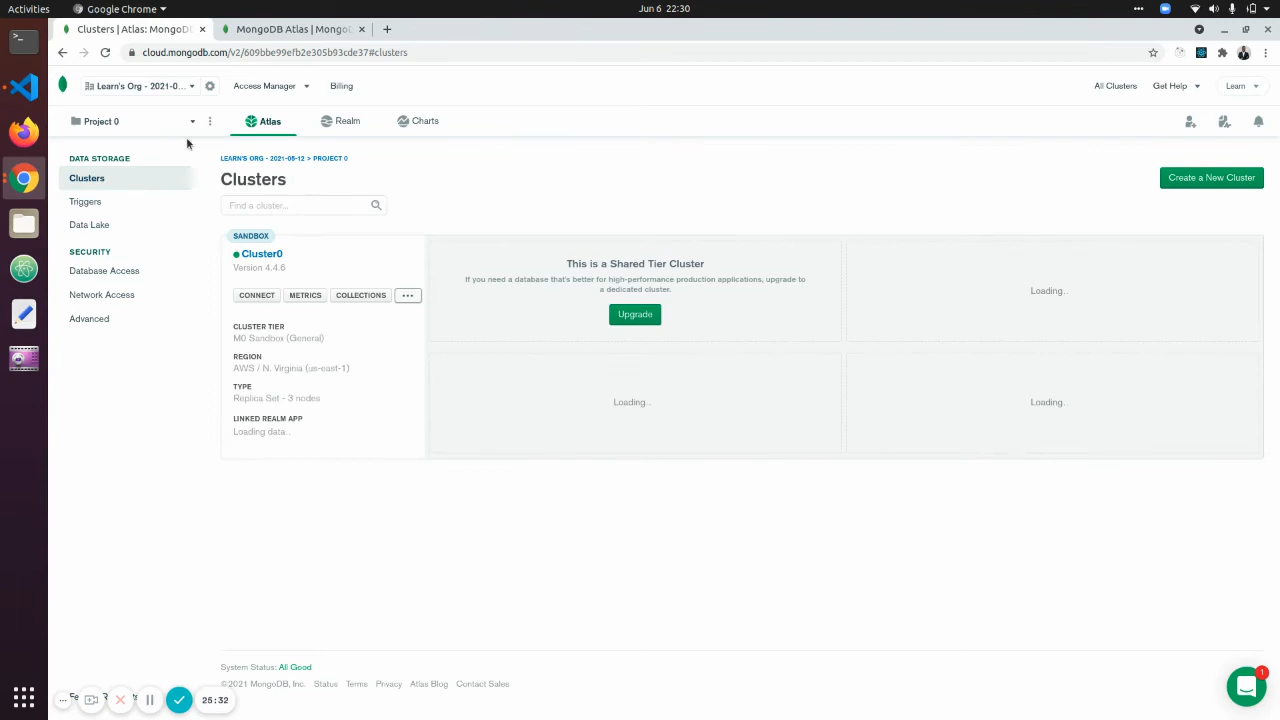 Activities
Google Chrome
Jun 6 22:30
Clusters | Atlas: MongoDB
MongoDB Atlas | MongoDB
cloud.mongodb.com/v2/609bbe99efb2e305b93cde37#clusters
Learn's Org - 2021-0...
Access Manager
Billing
All Clusters
Get Help
Learn
Project 0
Atlas
Realm
Charts
DATA STORAGE
Clusters
Triggers
Data Lake
SECURITY
Database Access
Network Access
Advanced
LEARN'S ORG - 2021-05-12 > PROJECT 0
Clusters
Create a New Cluster
Find a cluster...
SANDBOX
Cluster0
Version 4.4.6
CONNECT
METRICS
COLLECTIONS
...
CLUSTER TIER
M0 Sandbox (General)
REGION
AWS / N. Virginia (us-east-1)
TYPE
Replica Set - 3 nodes
LINKED REALM APP
Loading data...
This is a Shared Tier Cluster
If you need a database that's better for high-performance production applications, upgrade to
a dedicated cluster.
Upgrade
Loading...
Loading...
Loading...
System Status: All Good
©2021 MongoDB, Inc.
Status
Terms
Privacy
Atlas Blog
Contact Sales
25:32
1